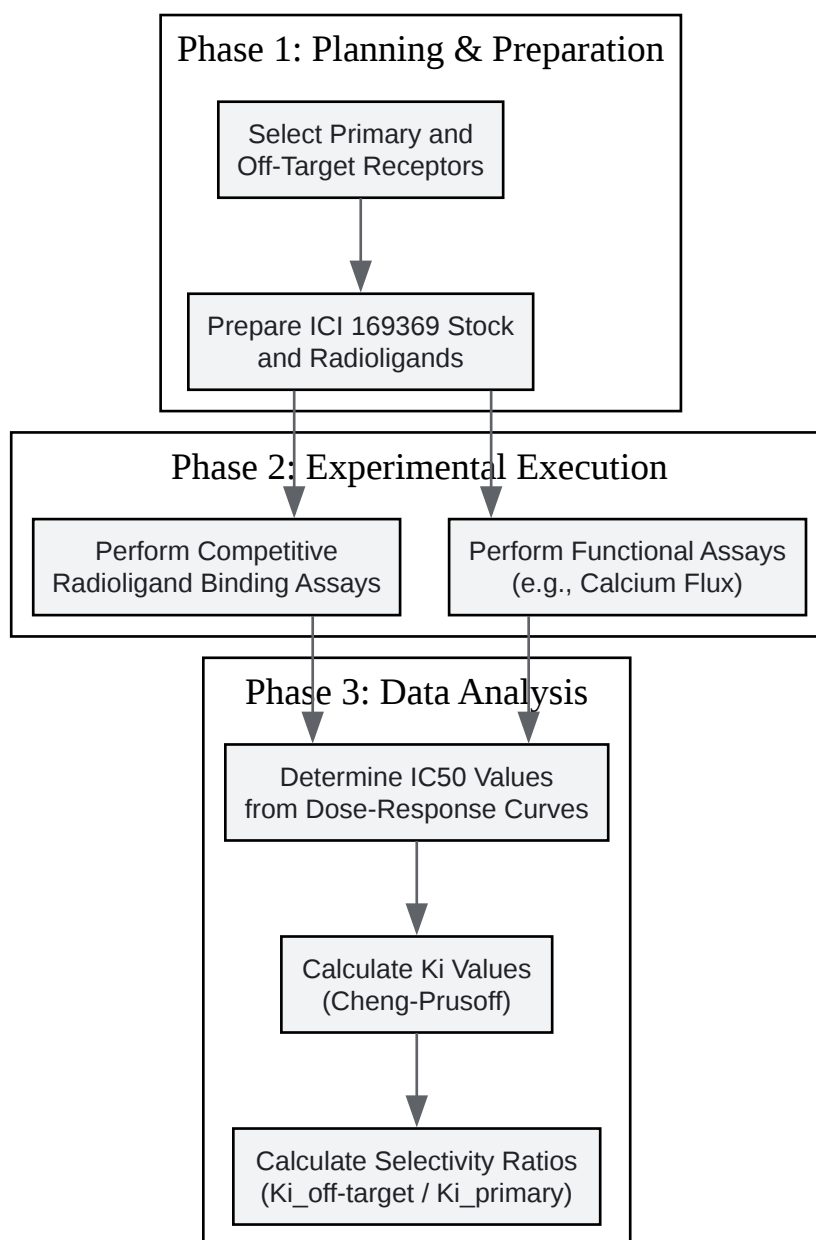 Phase 1: Planning & Preparation
Select Primary and
Off-Target Receptors
Prepare ICI 169369 Stock
and Radioligands
Phase 2: Experimental Execution
Perform Competitive
Radioligand Binding Assays
Perform Functional Assays
(e.g., Calcium Flux)
Phase 3: Data Analysis
Determine IC50 Values
from Dose-Response Curves
Calculate Ki Values
(Cheng-Prusoff)
Calculate Selectivity Ratios
(Ki_off-target / Ki_primary)